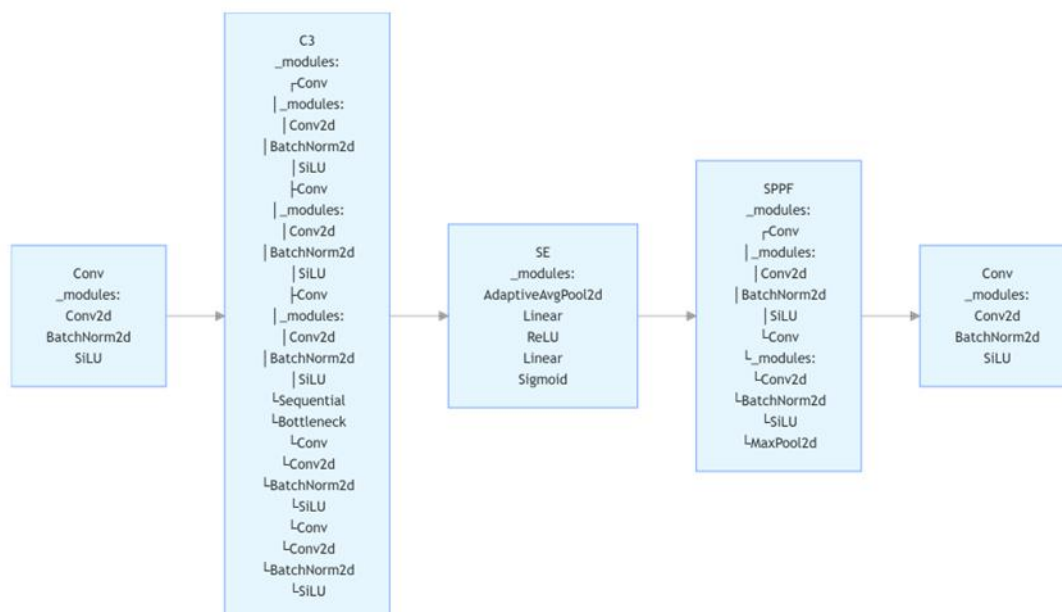 Conv
_modules:
Conv2d
BatchNorm2d
SiLU
C3
_modules:
┌Conv
│_modules:
│Conv2d
│BatchNorm2d
│SiLU
├Conv
│_modules:
│Conv2d
│BatchNorm2d
│SiLU
├Conv
│_modules:
│Conv2d
│BatchNorm2d
│SiLU
└Sequential
└Bottleneck
└Conv
└Conv2d
└BatchNorm2d
└SiLU
└Conv
└Conv2d
└BatchNorm2d
└SiLU
SE
_modules:
AdaptiveAvgPool2d
Linear
ReLU
Linear
Sigmoid
SPPF
_modules:
┌Conv
│_modules:
│Conv2d
│BatchNorm2d
│SiLU
└Conv
└_modules:
└Conv2d
└BatchNorm2d
└SiLU
└MaxPool2d
Conv
_modules:
Conv2d
BatchNorm2d
SiLU